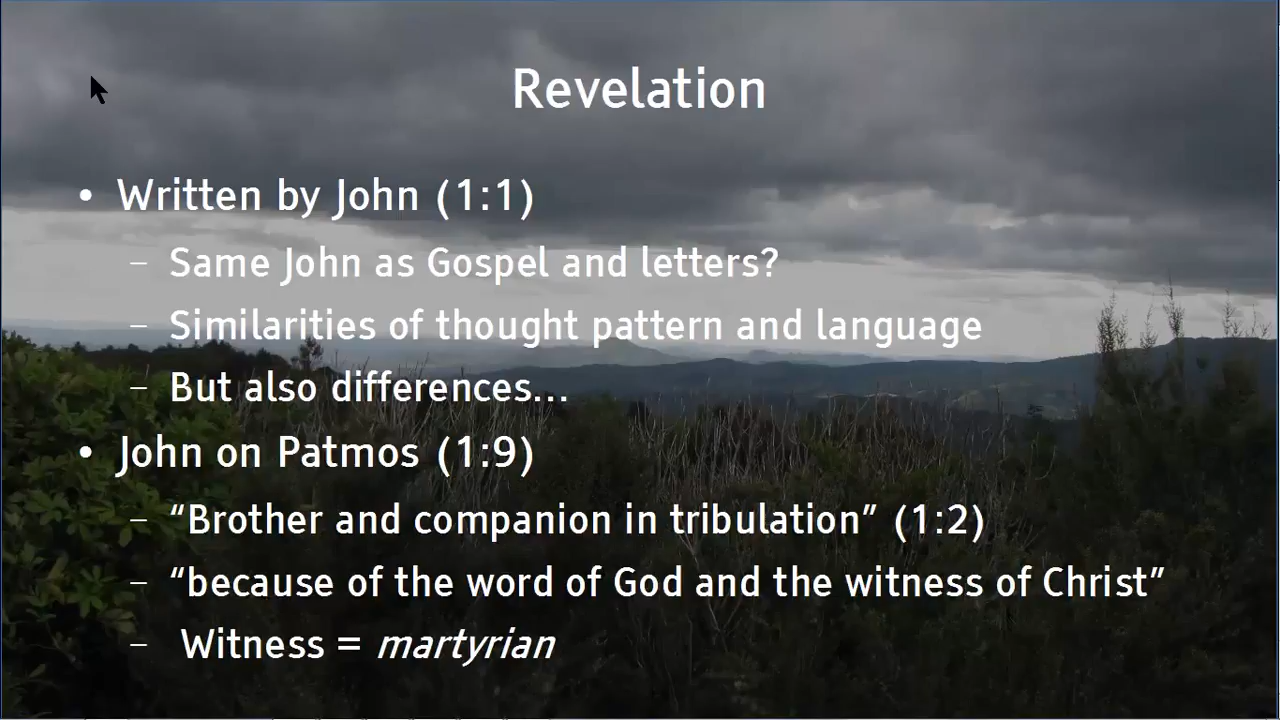 Revelation
• Written by John (1:1)
– Same John as Gospel and letters?
– Similarities of thought pattern and language
– But also differences...
• John on Patmos (1:9)
– “Brother and companion in tribulation” (1:2)
– “because of the word of God and the witness of Christ”
– Witness = martyrian